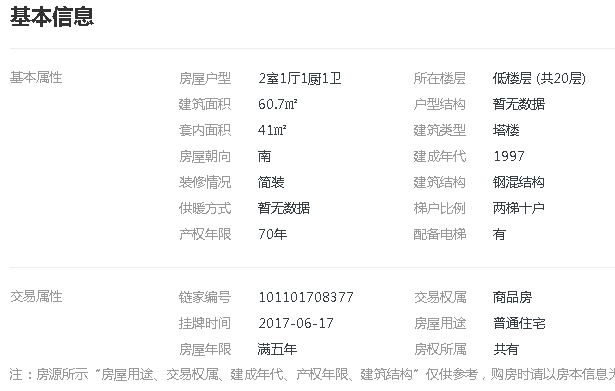 基本信息
基本属性 房屋户型 2室1厅1厨1卫 所在楼层 低楼层 (共20层)
建筑面积 60.7㎡ 户型结构 暂无数据
套内面积 41㎡ 建筑类型 塔楼
房屋朝向 南 建成年代 1997
装修情况 简装 建筑结构 钢混结构
供暖方式 暂无数据 梯户比例 两梯十户
产权年限 70年 配备电梯 有
交易属性 链家编号 101101708377 交易权属 商品房
挂牌时间 2017-06-17 房屋用途 普通住宅
房屋年限 满五年 房权所属 共有
注：房源所示“房屋用途、交易权属、建成年代、产权年限、建筑结构”仅供参考，购房时请以房本信息为